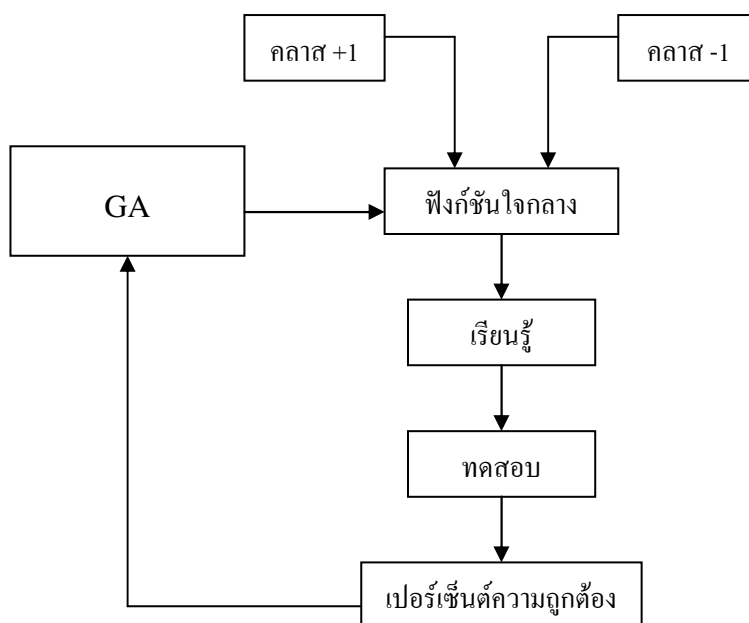 คลาส +1
คลาส -1
GA
ฟังก์ชันใจกลาง
เรียนรู้
ทดสอบ
เปอร์เซ็นต์ความถูกต้อง